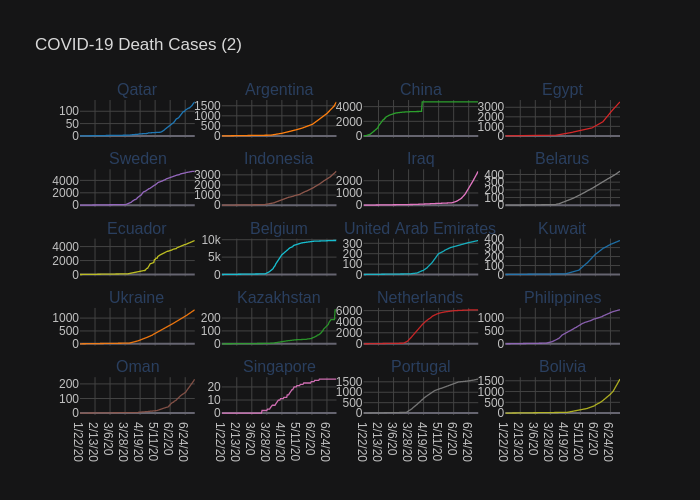 COVID-19 Death Cases (2)
Qatar Argentina China Egypt
100 50 0
1500 1000 500 0
4000 2000 0
3000 2000 1000 0
Sweden Indonesia Iraq Belarus
4000 2000 0
3000 2000 1000 0
2000 1000 0
400 300 200 100 0
Ecuador Belgium United Arab Emirates Kuwait
4000 2000 0
10k 5k 0
300 200 100 0
400 300 200 100 0
Ukraine Kazakhstan Netherlands Philippines
1000 500 0
200 100 0
6000 4000 2000 0
1000 500 0
Oman Singapore Portugal Bolivia
200 100 0
20 10 0
1500 1000 500 0
1500 1000 500 0
1/22/20 2/13/20 3/6/20 3/28/20 4/19/20 5/11/20 6/2/20 6/24/20
1/22/20 2/13/20 3/6/20 3/28/20 4/19/20 5/11/20 6/2/20 6/24/20
1/22/20 2/13/20 3/6/20 3/28/20 4/19/20 5/11/20 6/2/20 6/24/20
1/22/20 2/13/20 3/6/20 3/28/20 4/19/20 5/11/20 6/2/20 6/24/20